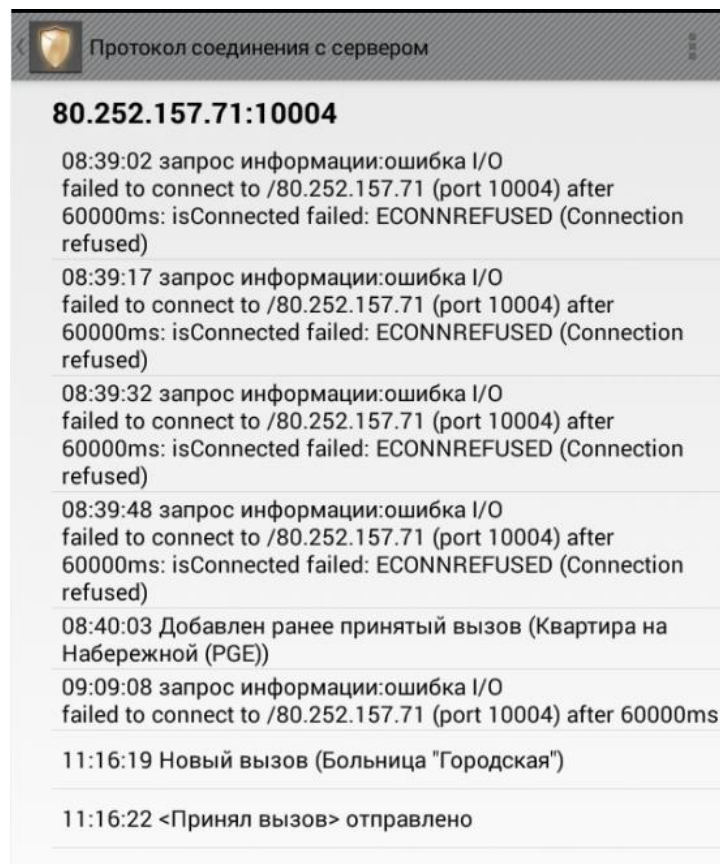 Протокол соединения с сервером
80.252.157.71:10004
08:39:02 запрос информации:ошибка I/O
failed to connect to /80.252.157.71 (port 10004) after
60000ms: isConnected failed: ECONNREFUSED (Connection
refused)
08:39:17 запрос информации:ошибка I/O
failed to connect to /80.252.157.71 (port 10004) after
60000ms: isConnected failed: ECONNREFUSED (Connection
refused)
08:39:32 запрос информации:ошибка I/O
failed to connect to /80.252.157.71 (port 10004) after
60000ms: isConnected failed: ECONNREFUSED (Connection
refused)
08:39:48 запрос информации:ошибка I/O
failed to connect to /80.252.157.71 (port 10004) after
60000ms: isConnected failed: ECONNREFUSED (Connection
refused)
08:40:03 Добавлен ранее принятый вызов (Квартира на
Набережной (PGE))
09:09:08 запрос информации:ошибка I/O
failed to connect to /80.252.157.71 (port 10004) after 60000ms
11:16:19 Новый вызов (Больница "Городская")
11:16:22 <Принял вызов> отправлено